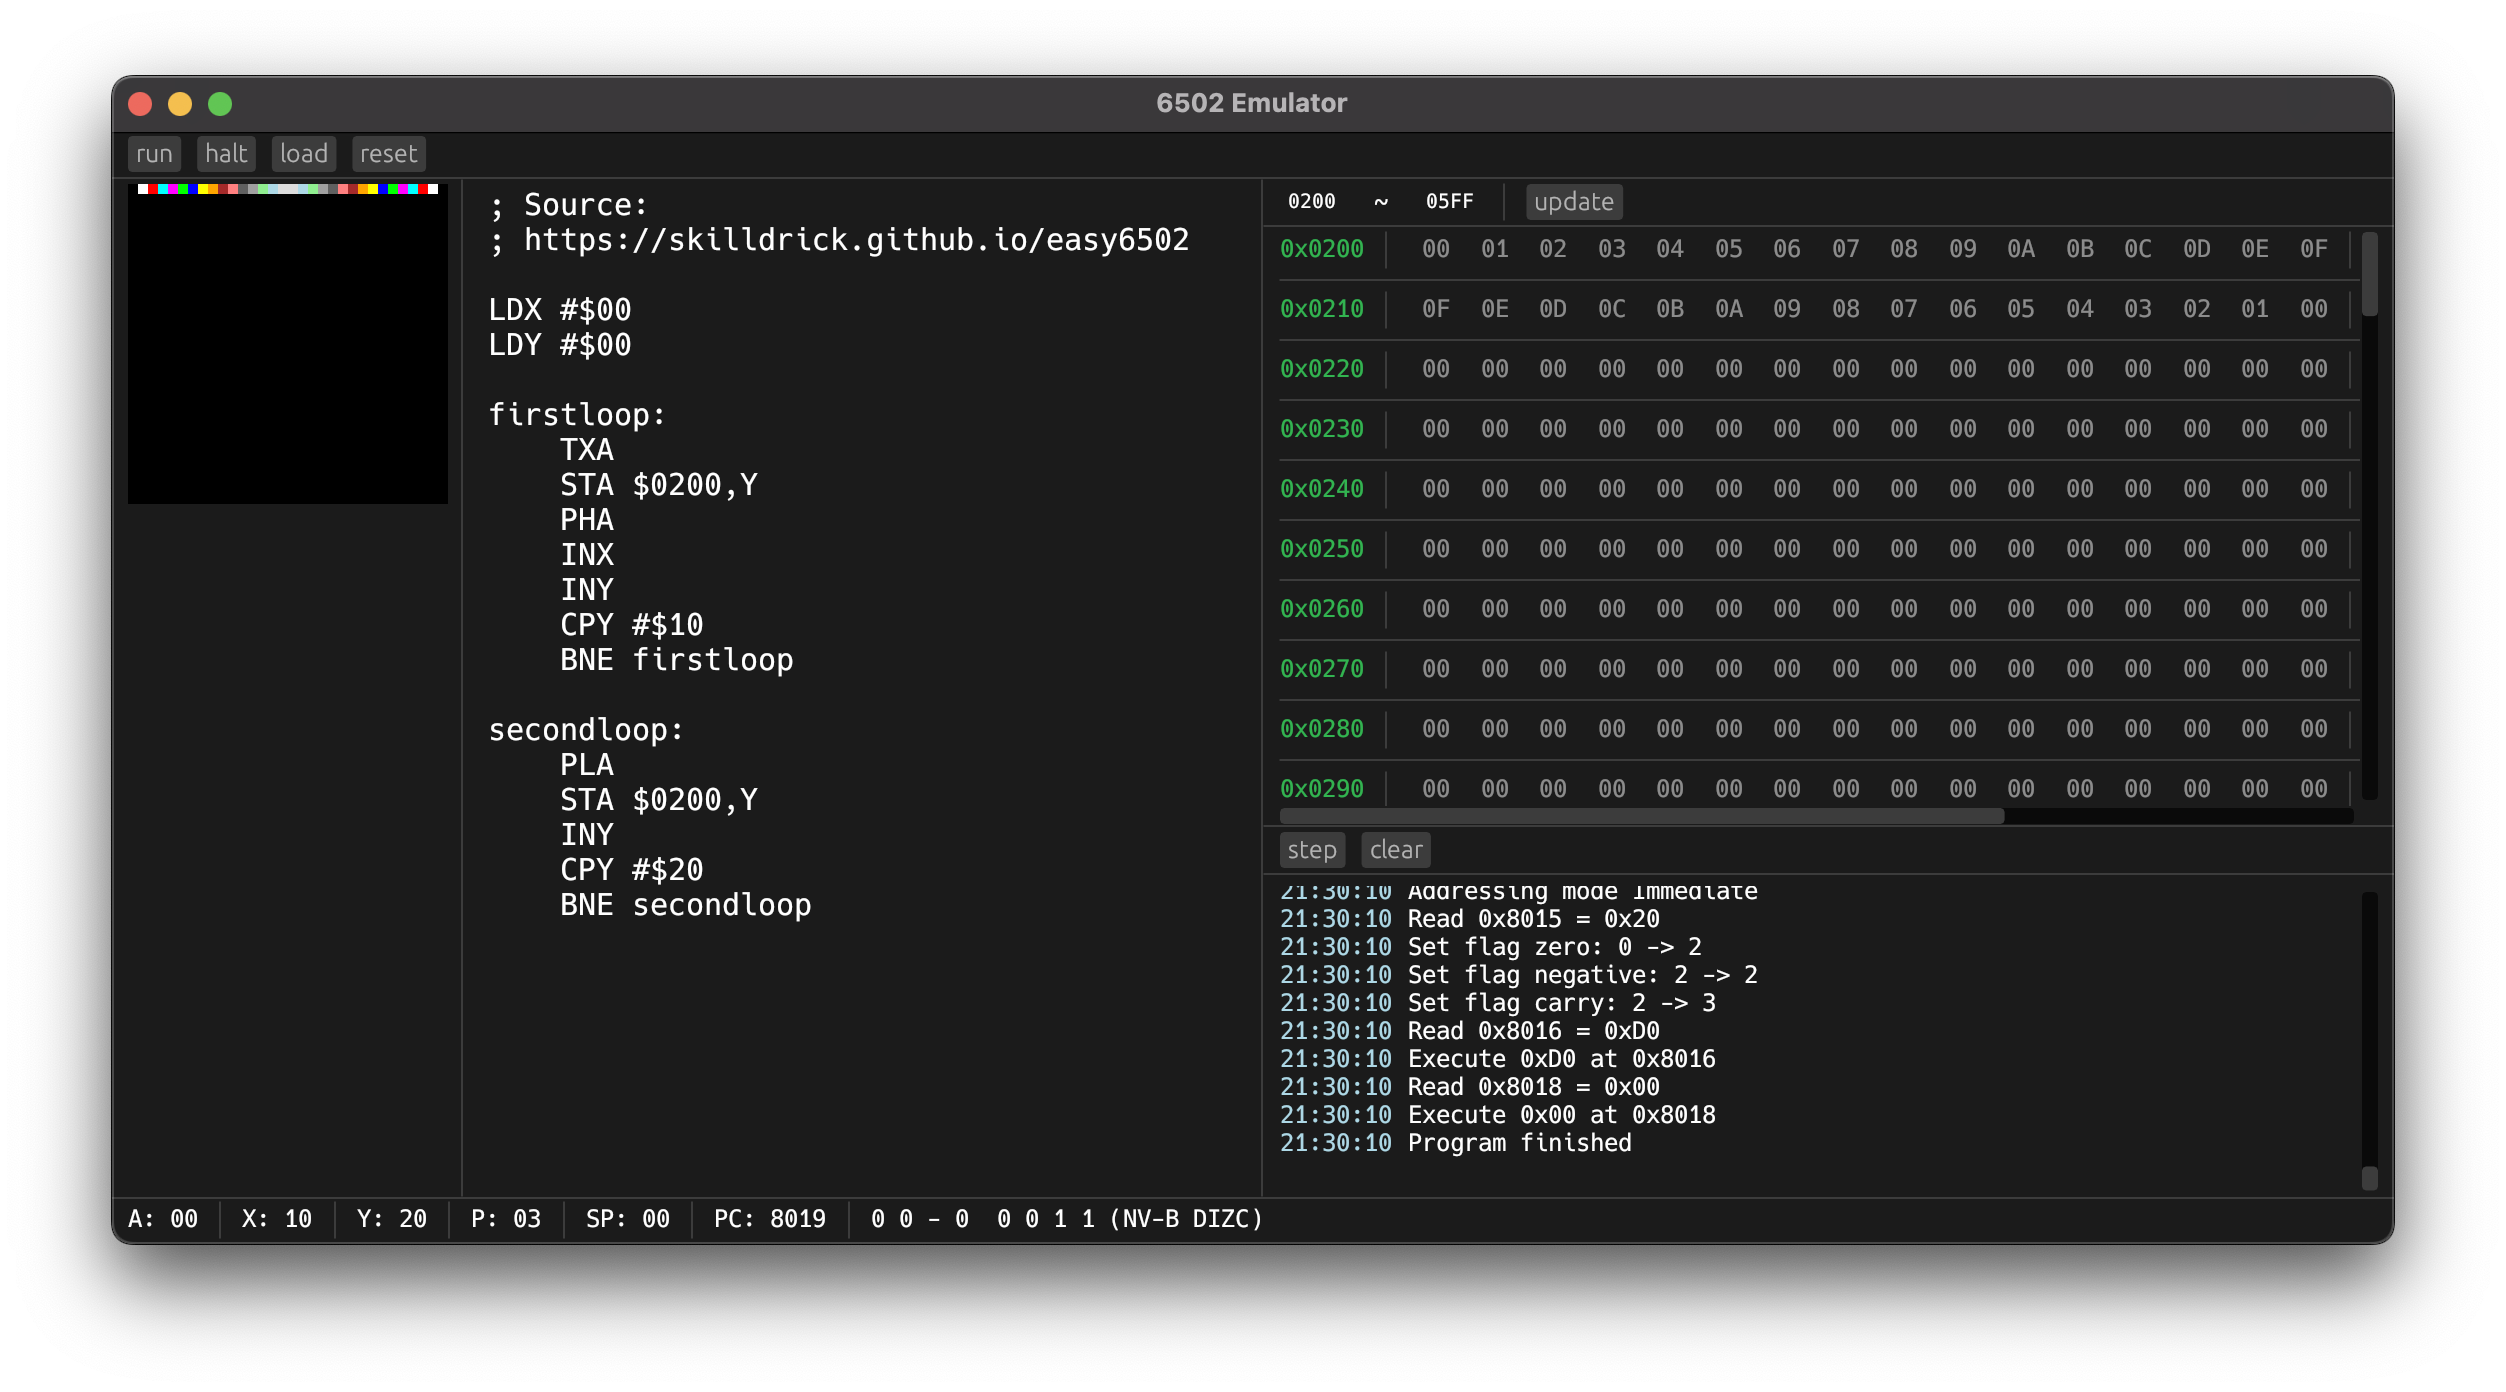 6502 Emulator
run halt load reset
; Source:
; https://skilldrick.github.io/easy6502
LDX #$00
LDY #$00
firstloop:
TXA
STA $0200,Y
PHA
INX
INY
CPY #$10
BNE firstloop
secondloop:
PLA
STA $0200,Y
INY
CPY #$20
BNE secondloop
0200 ~ 05FF update
0x0200 00 01 02 03 04 05 06 07 08 09 0A 0B 0C 0D 0E 0F
0x0210 0F 0E 0D 0C 0B 0A 09 08 07 06 05 04 03 02 01 00
0x0220 00 00 00 00 00 00 00 00 00 00 00 00 00 00 00 00
0x0230 00 00 00 00 00 00 00 00 00 00 00 00 00 00 00 00
0x0240 00 00 00 00 00 00 00 00 00 00 00 00 00 00 00 00
0x0250 00 00 00 00 00 00 00 00 00 00 00 00 00 00 00 00
0x0260 00 00 00 00 00 00 00 00 00 00 00 00 00 00 00 00
0x0270 00 00 00 00 00 00 00 00 00 00 00 00 00 00 00 00
0x0280 00 00 00 00 00 00 00 00 00 00 00 00 00 00 00 00
0x0290 00 00 00 00 00 00 00 00 00 00 00 00 00 00 00 00
step clear
21:30:10 Addressing mode Immediate
21:30:10 Read 0x8015 = 0x20
21:30:10 Set flag zero: 0 -> 2
21:30:10 Set flag negative: 2 -> 2
21:30:10 Set flag carry: 2 -> 3
21:30:10 Read 0x8016 = 0xD0
21:30:10 Execute 0xD0 at 0x8016
21:30:10 Read 0x8018 = 0x00
21:30:10 Execute 0x00 at 0x8018
21:30:10 Program finished
A: 00 X: 10 Y: 20 P: 03 SP: 00 PC: 8019 0 0 - 0 0 0 1 1 (NV-B DIZC)